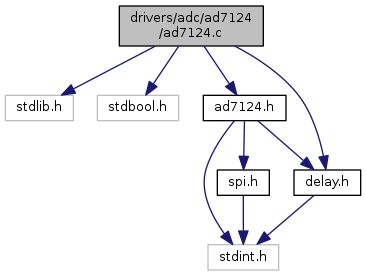 drivers/adc/ad7124
/ad7124.c
stdlib.h
stdbool.h
ad7124.h
spi.h
delay.h
stdint.h